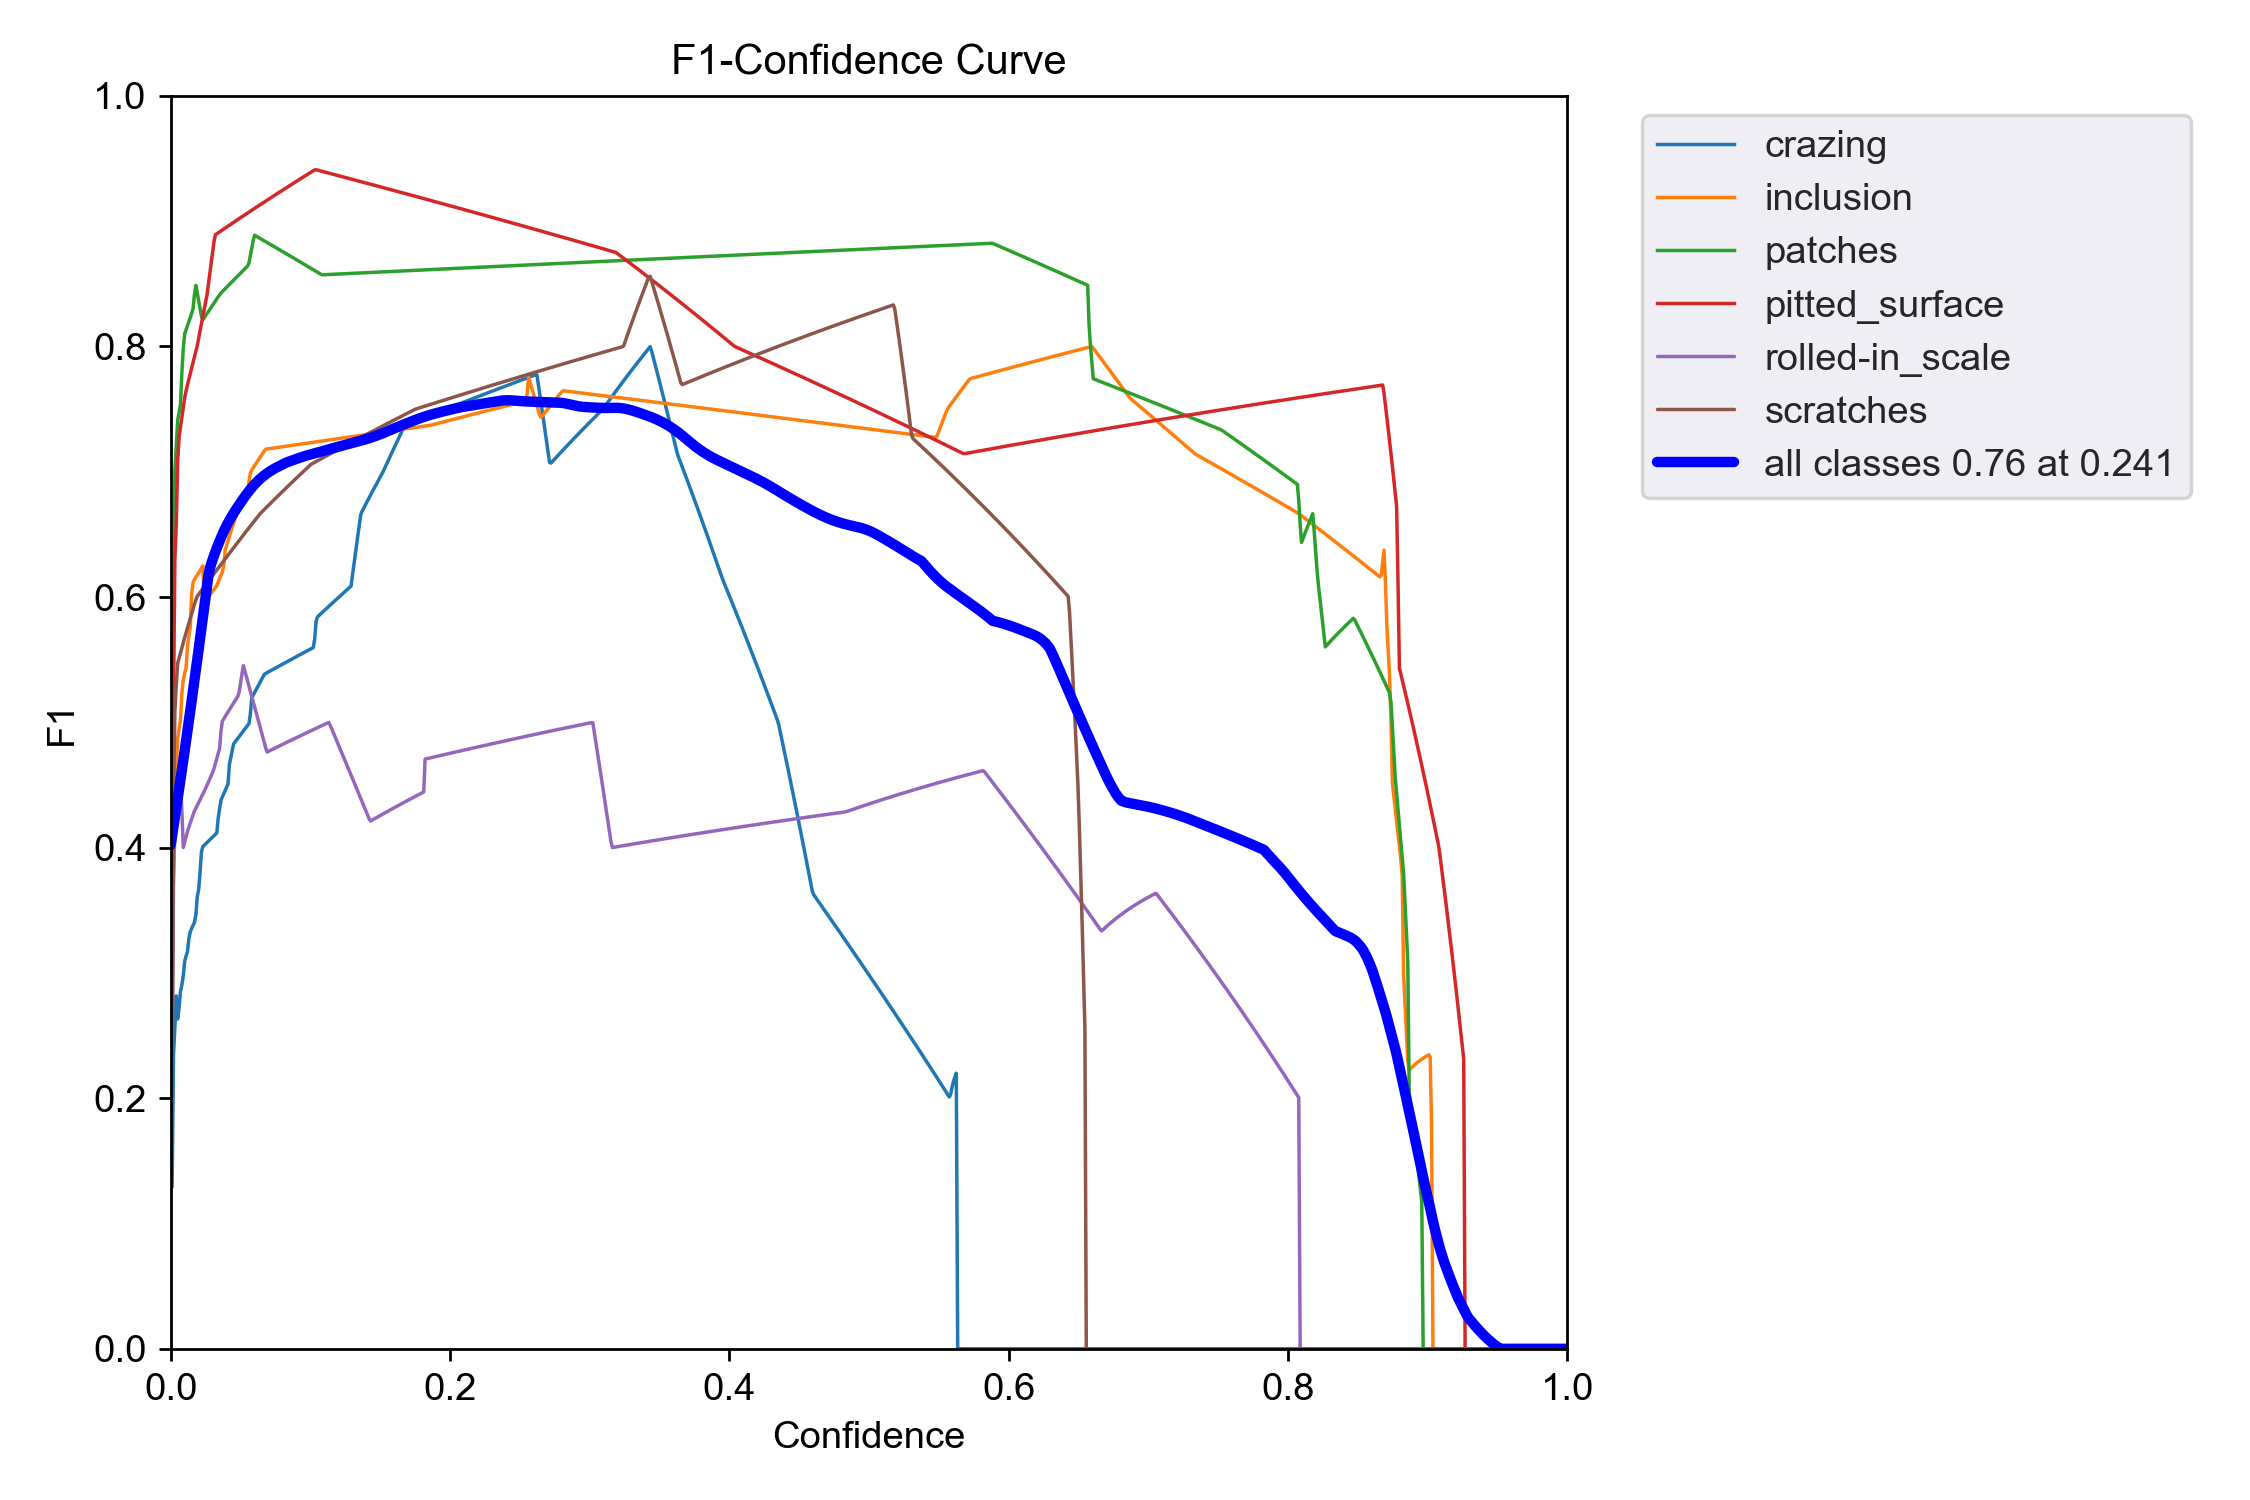 F1-Confidence Curve
1.0
0.8
0.6
0.4
0.2
0.0
F1
0.0 0.2 0.4 0.6 0.8 1.0
Confidence
crazing
inclusion
patches
pitted_surface
rolled-in_scale
scratches
all classes 0.76 at 0.241